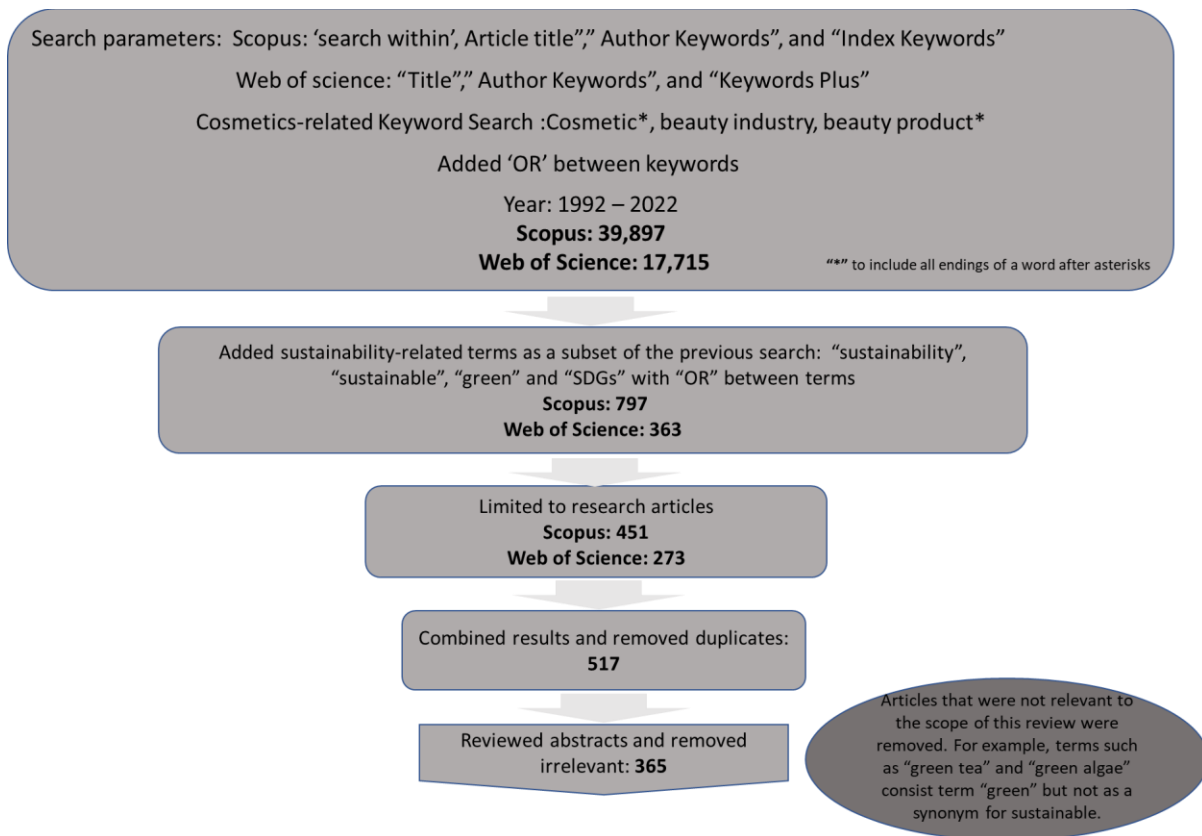 Search parameters:  Scopus: ‘search within’, Article title”,” Author Keywords”, and “Index Keywords”
Web of science: “Title”,” Author Keywords”, and “Keywords Plus”
Cosmetics-related Keyword Search :Cosmetic*, beauty industry, beauty product*
Added ‘OR’ between keywords
Year: 1992 – 2022
Scopus: 39,897
Web of Science: 17,715
“*” to include all endings of a word after asterisks
Added sustainability-related terms as a subset of the previous search: “sustainability”,
“sustainable”, “green” and “SDGs” with “OR” between terms
Scopus: 797
Web of Science: 363
Limited to research articles
Scopus: 451
Web of Science: 273
Combined results and removed duplicates:
517
Reviewed abstracts and removed
irrelevant: 365
Articles that were not relevant to
the scope of this review were
removed. For example, terms such
as “green tea” and “green algae”
consist term “green” but not as a
synonym for sustainable.